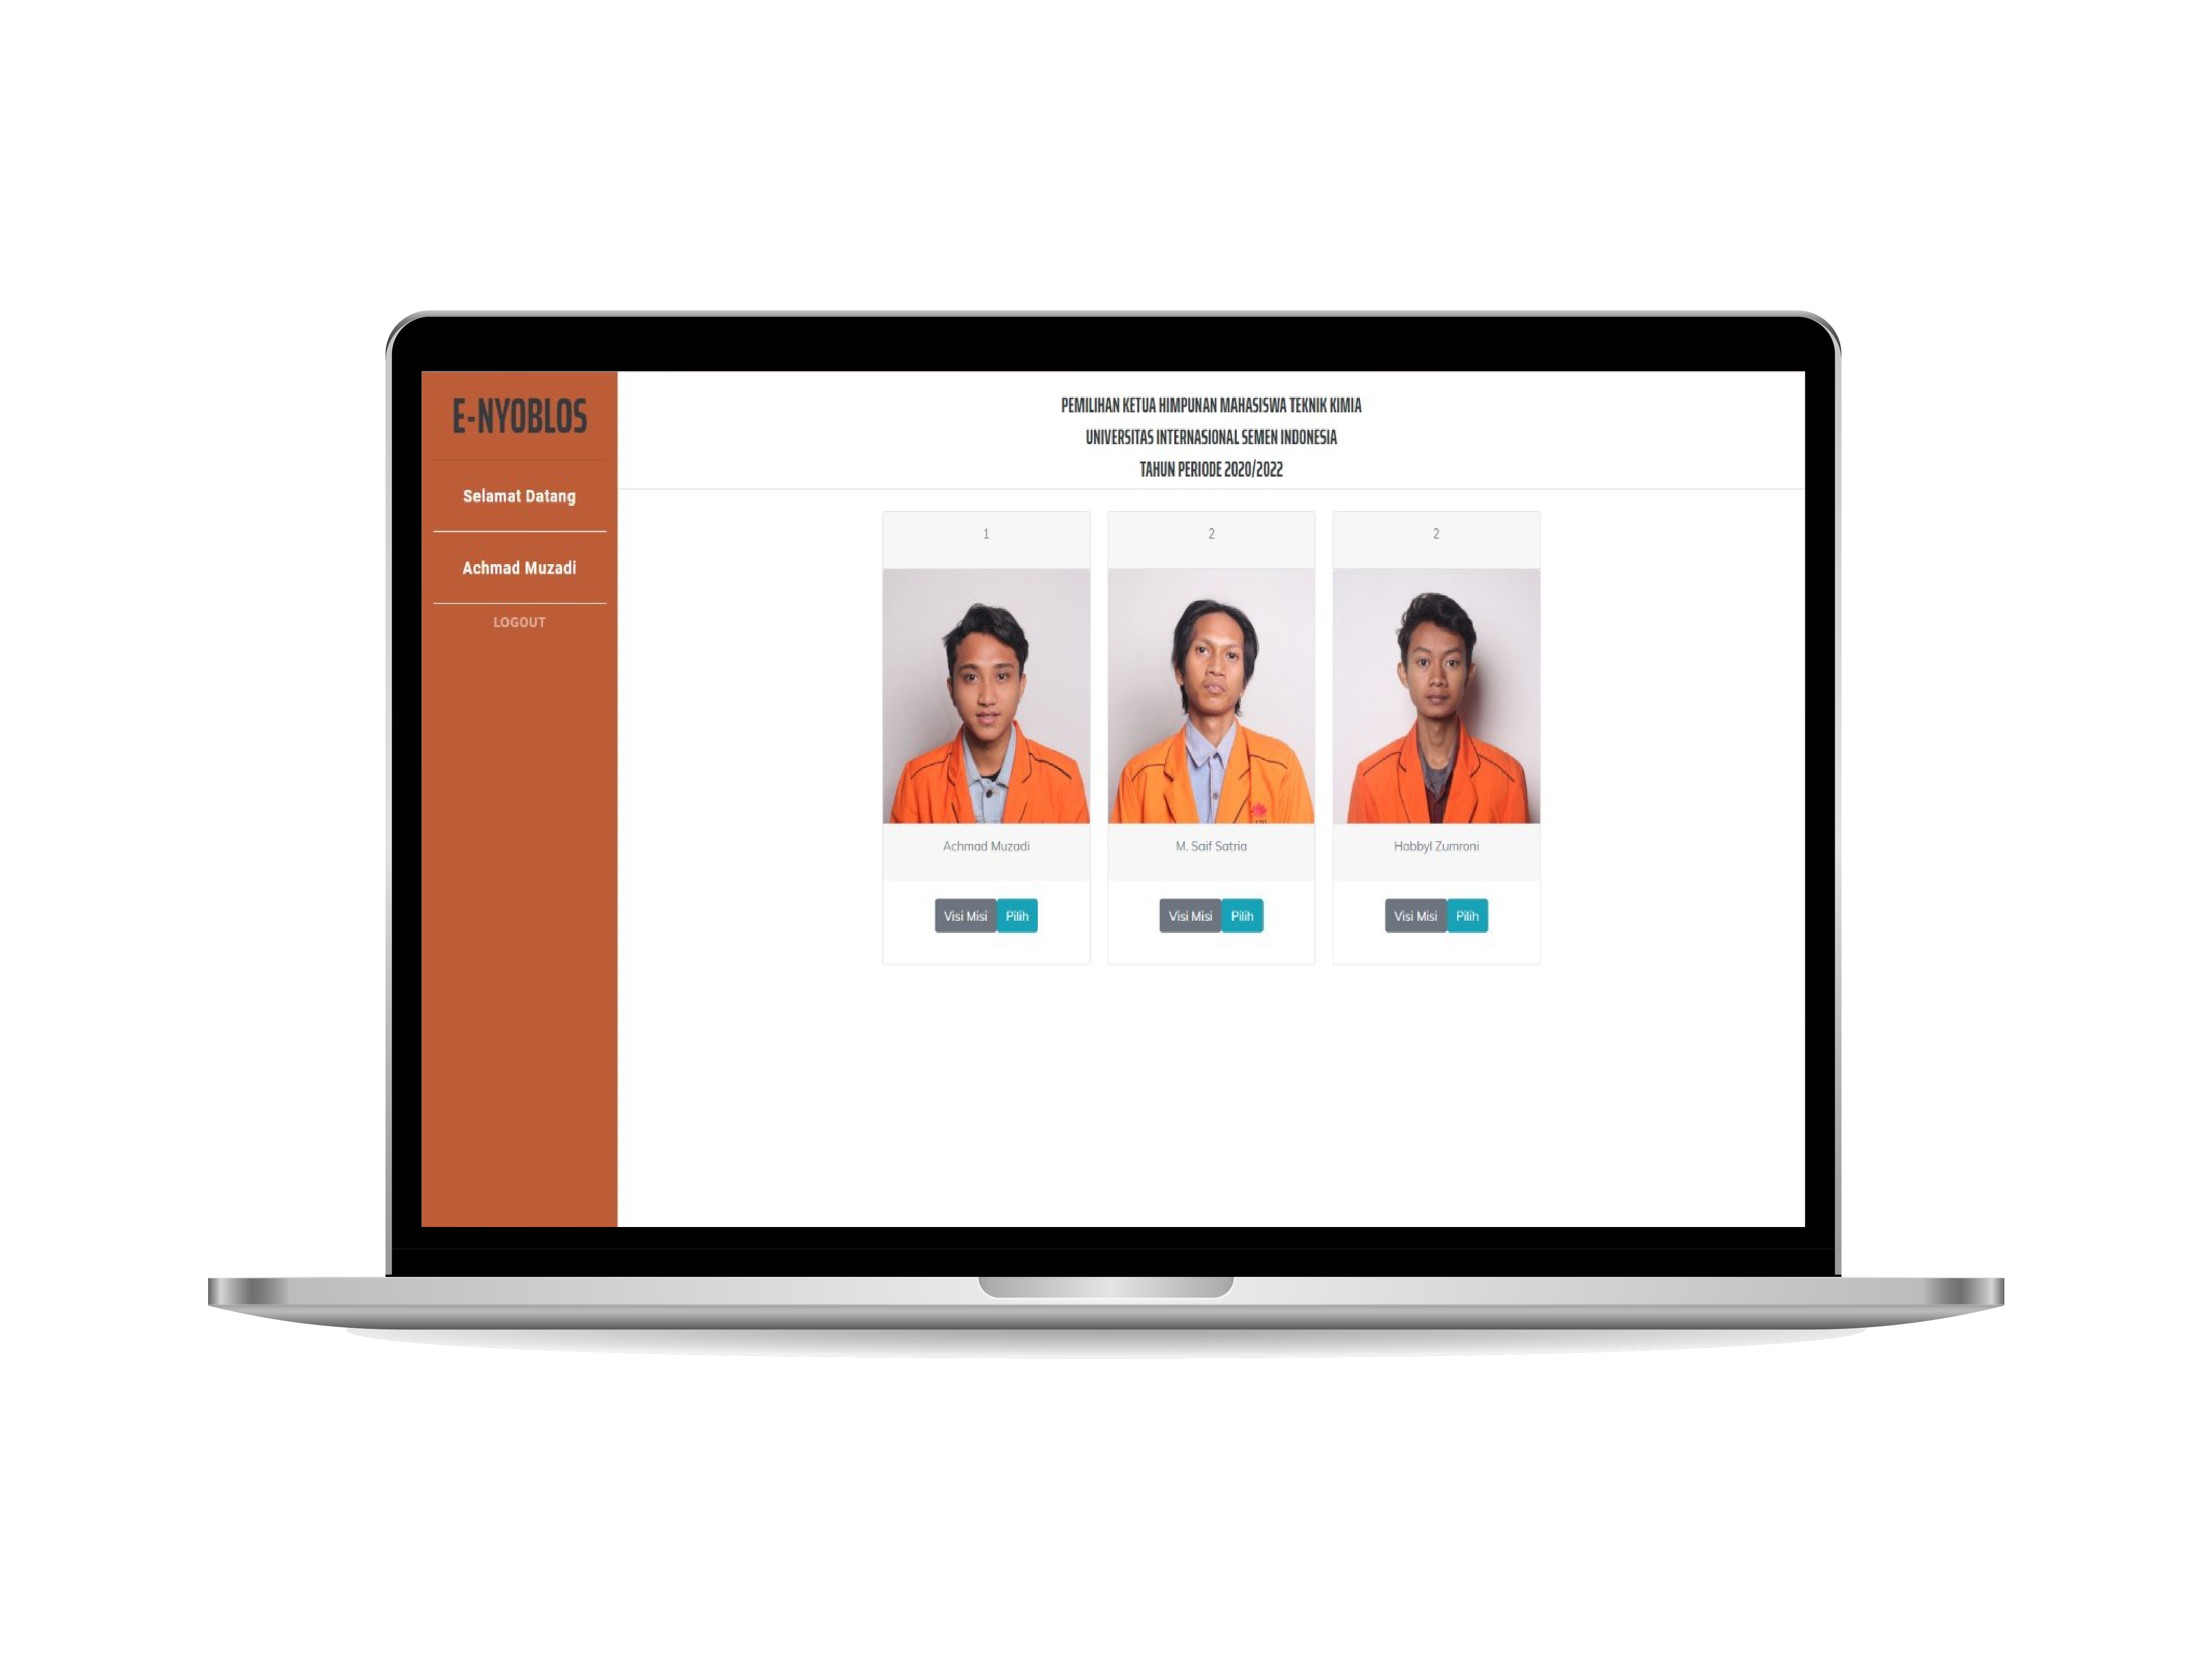 E-NYOBLOS
Selamat Datang
Achmad Muzadi
LOGOUT
PEMILIHAN KETUA HIMPUNAN MAHASISWA TEKNIK KIMIA
UNIVERSITAS INTERNASIONAL SEMEN INDONESIA
TAHUN PERIODE 2020/2022
1
Achmad Muzadi
Visi Misi Pilih
2
M. Saif Satria
Visi Misi Pilih
2
Habbyl Zumroni
Visi Misi Pilih